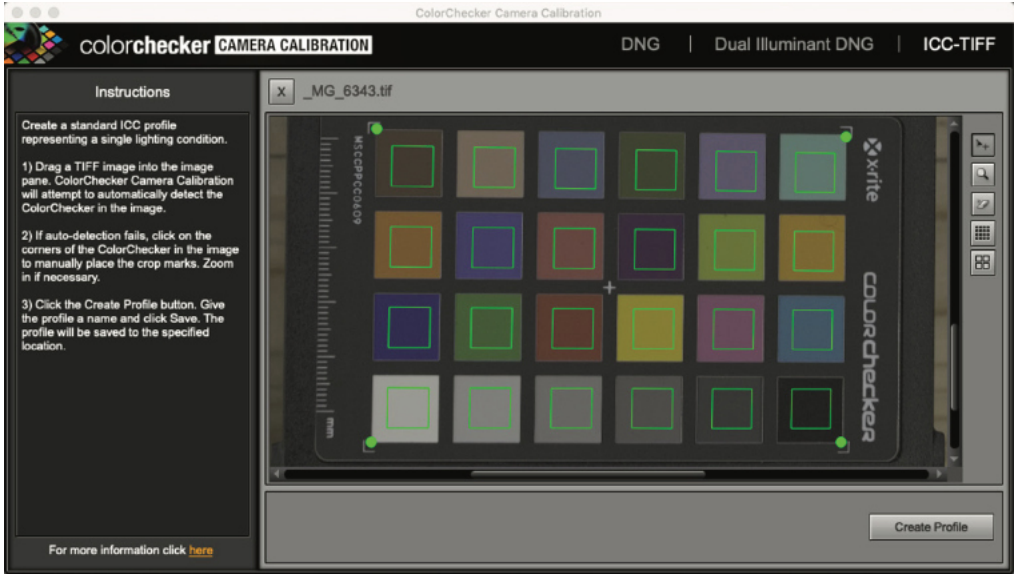 ColorChecker Camera Calibration
colorchecker CAMERA CALIBRATION
DNG | Dual Illuminant DNG | ICC-TIFF
Instructions
Create a standard ICC profile
representing a single lighting condition.
1) Drag a TIFF image into the image
pane. ColorChecker Camera Calibration
will attempt to automatically detect the
ColorChecker in the image.
2) If auto-detection fails, click on the
corners of the ColorChecker in the image
to manually place the crop marks. Zoom
in if necessary.
3) Click the Create Profile button. Give
the profile a name and click Save. The
profile will be saved to the specified
location.
For more information click here
X _MG_6343.tif
MSCCPPCC0609
mm
x-rite
colorchecker
Create Profile